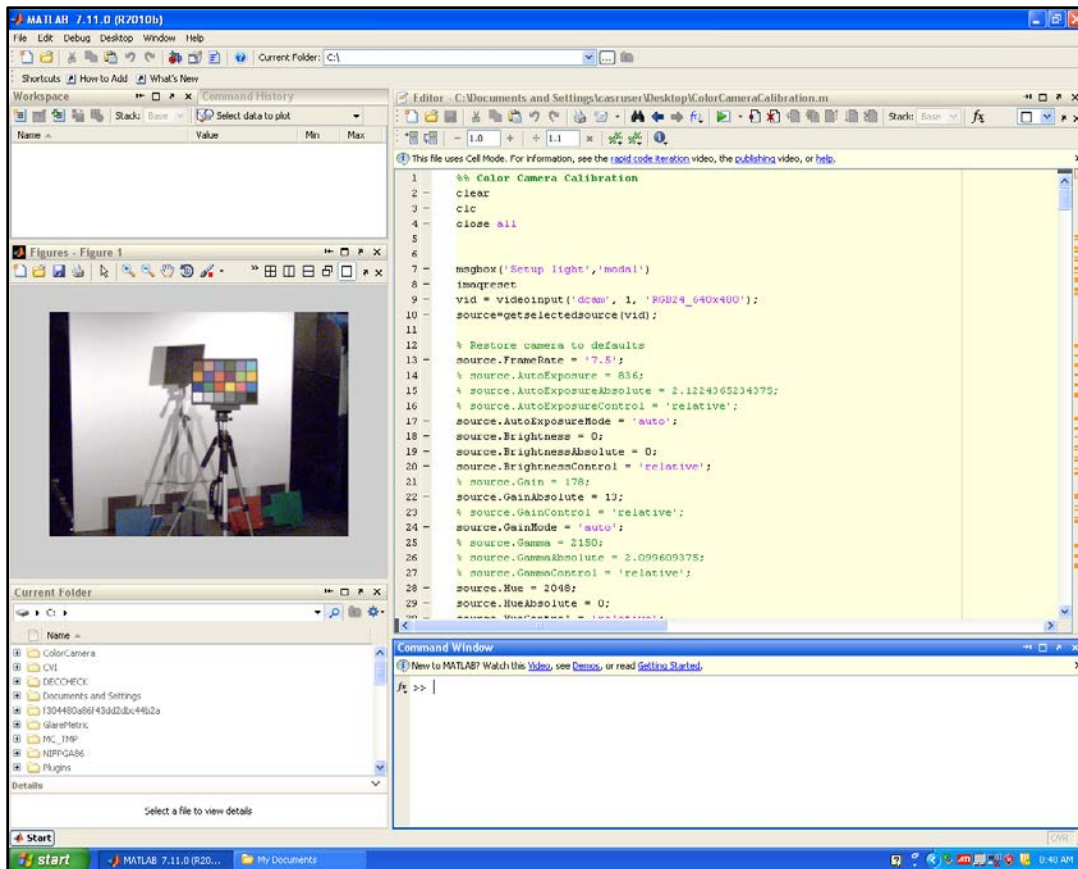 MATLAB 7.11.0 (R2010b)
File Edit Debug Desktop Window Help
Current Folder: C:\
Shortcuts How to Add What's New
Workspace Command History
Stack: Base Select data to plot
Name Value Min Max
Figures - Figure 1
Current Folder
C:
Name
ColorCamera
CVI
DECCHECK
Documents and Settings
f304480a86f43dd2dbc44b2a
GlareMetric
MC_TMP
NIFPGA86
Plugins
Details
Select a file to view details
Editor - C:\Documents and Settings\casruser\Desktop\ColorCameraCalibration.m
Stack: Base fx
1.0 1.1
This file uses Cell Mode. For information, see the rapid code iteration video, the publishing video, or help.
1 %% Color Camera Calibration
2 - clear
3 - clc
4 - close all
5
6
7 - msgbox('Setup light','modal')
8 - imaqreset
9 - vid = videoinput('dcam', 1, 'RGB24_640x480');
10 - source=getselectedsource(vid);
11
12 % Restore camera to defaults
13 - source.FrameRate = '7.5';
14 % source.AutoExposure = 836;
15 % source.AutoExposureAbsolute = 2.1224365234375;
16 % source.AutoExposureControl = 'relative';
17 - source.AutoExposureMode = 'auto';
18 - source.Brightness = 0;
19 - source.BrightnessAbsolute = 0;
20 - source.BrightnessControl = 'relative';
21 % source.Gain = 178;
22 - source.GainAbsolute = 13;
23 % source.GainControl = 'relative';
24 - source.GainMode = 'auto';
25 % source.Gamma = 2150;
26 % source.GammaAbsolute = 2.099609375;
27 % source.GammaControl = 'relative';
28 - source.Hue = 2048;
29 - source.HueAbsolute = 0;
Command Window
New to MATLAB? Watch this Video, see Demos, or read Getting Started.
fx >>
Start
OVR
start MATLAB 7.11.0 (R20... My Documents 8:48 AM